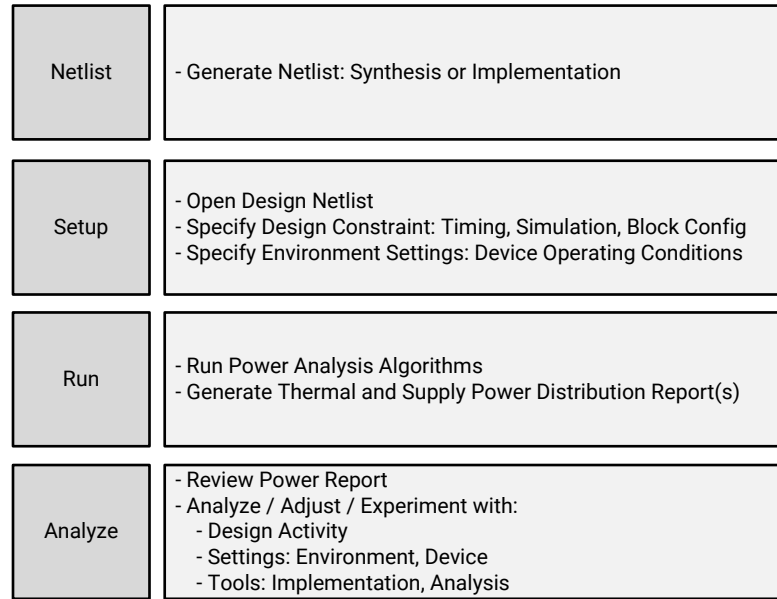 Netlist
- Generate Netlist: Synthesis or Implementation
Setup
- Open Design Netlist
- Specify Design Constraint: Timing, Simulation, Block Config
- Specify Environment Settings: Device Operating Conditions
Run
- Run Power Analysis Algorithms
- Generate Thermal and Supply Power Distribution Report(s)
Analyze
- Review Power Report
- Analyze / Adjust / Experiment with:
- Design Activity
- Settings: Environment, Device
- Tools: Implementation, Analysis